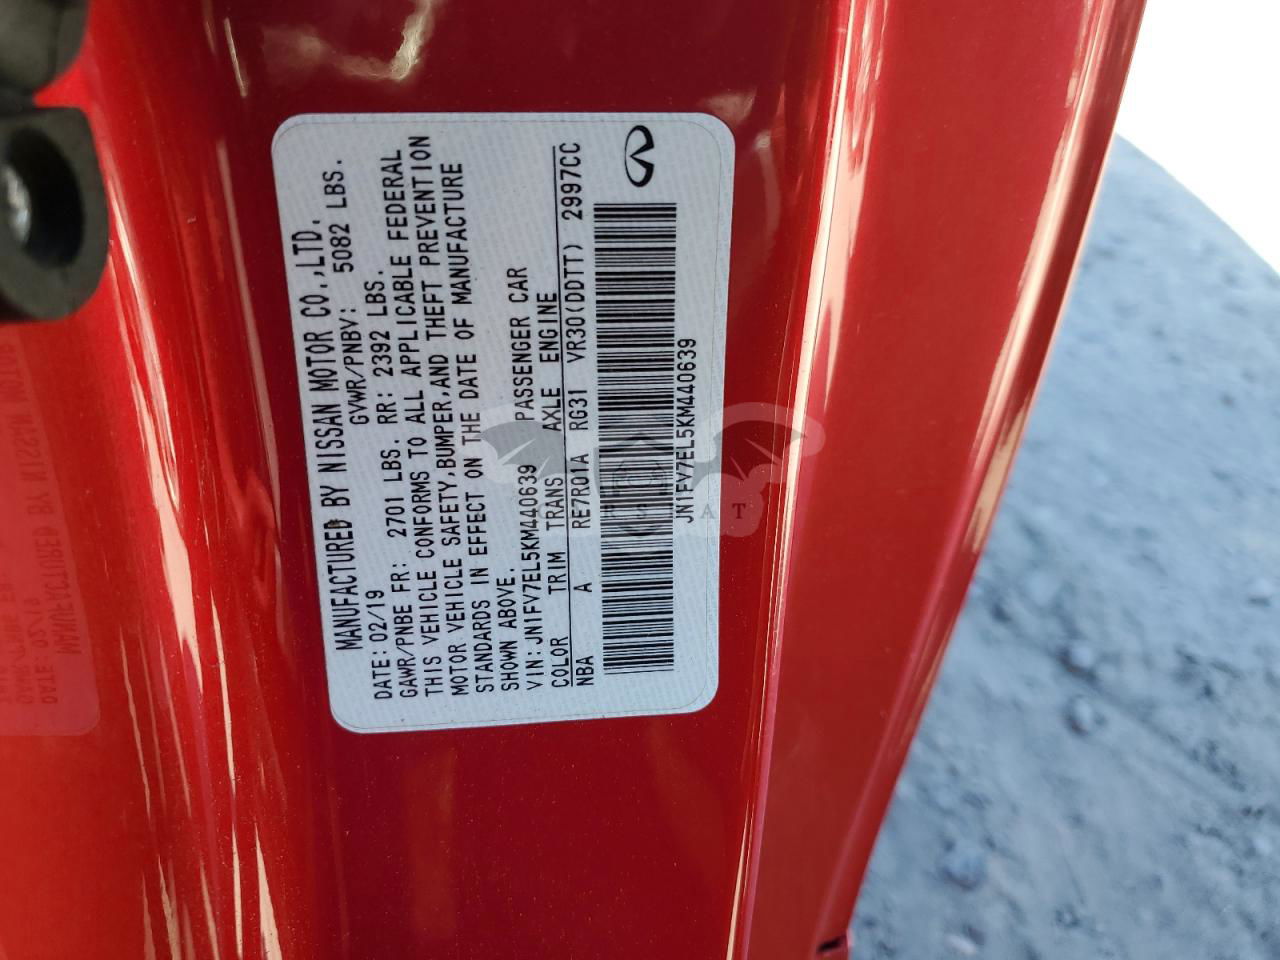 MANUFACTURED BY NISSAN MOTOR CO.,LTD.
DATE: 02/19 GVWR/PNBV: 5082 LBS.
GAWR/PNBE FR: 2701 LBS. RR: 2392 LBS.
THIS VEHICLE CONFORMS TO ALL APPLICABLE FEDERAL
MOTOR VEHICLE SAFETY,BUMPER,AND THEFT PREVENTION
STANDARDS IN EFFECT ON THE DATE OF MANUFACTURE
SHOWN ABOVE.
VIN:JN1FV7EL5KM440639 PASSENGER CAR
COLOR TRIM TRANS AXLE ENGINE
NBA A RE7R01A RG31 VR30(DDTT) 2997CC
JN1FV7EL5KM440639